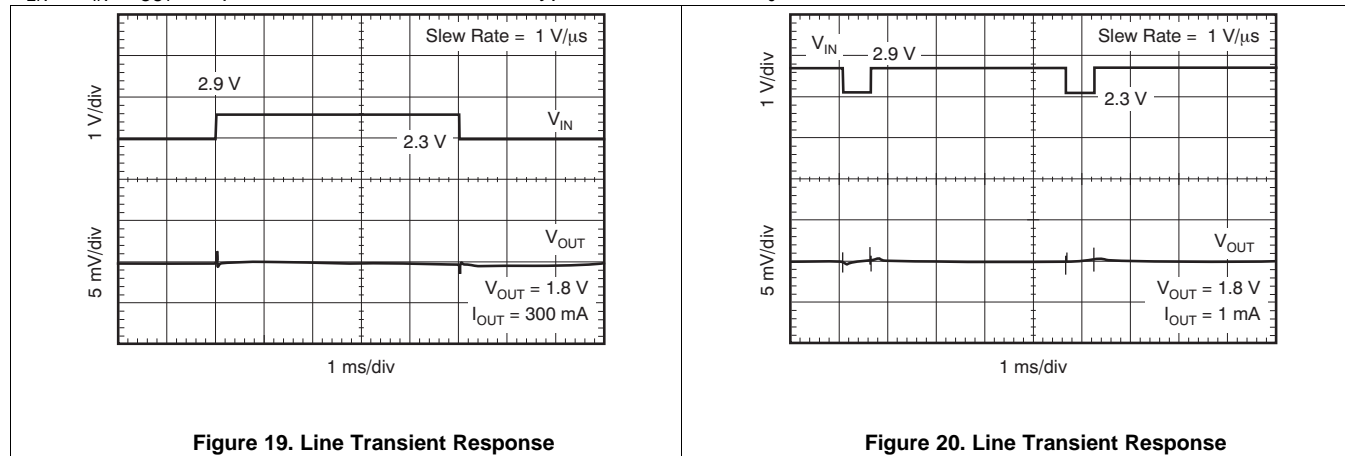 Slew Rate = 1 V/μs
2.9 V
1 V/div
V_IN
2.3 V
5 mV/div
V_OUT
V_OUT = 1.8 V
I_OUT = 300 mA
1 ms/div
Figure 19. Line Transient Response
Slew Rate = 1 V/μs
V_IN
2.9 V
1 V/div
2.3 V
5 mV/div
V_OUT
V_OUT = 1.8 V
I_OUT = 1 mA
1 ms/div
Figure 20. Line Transient Response